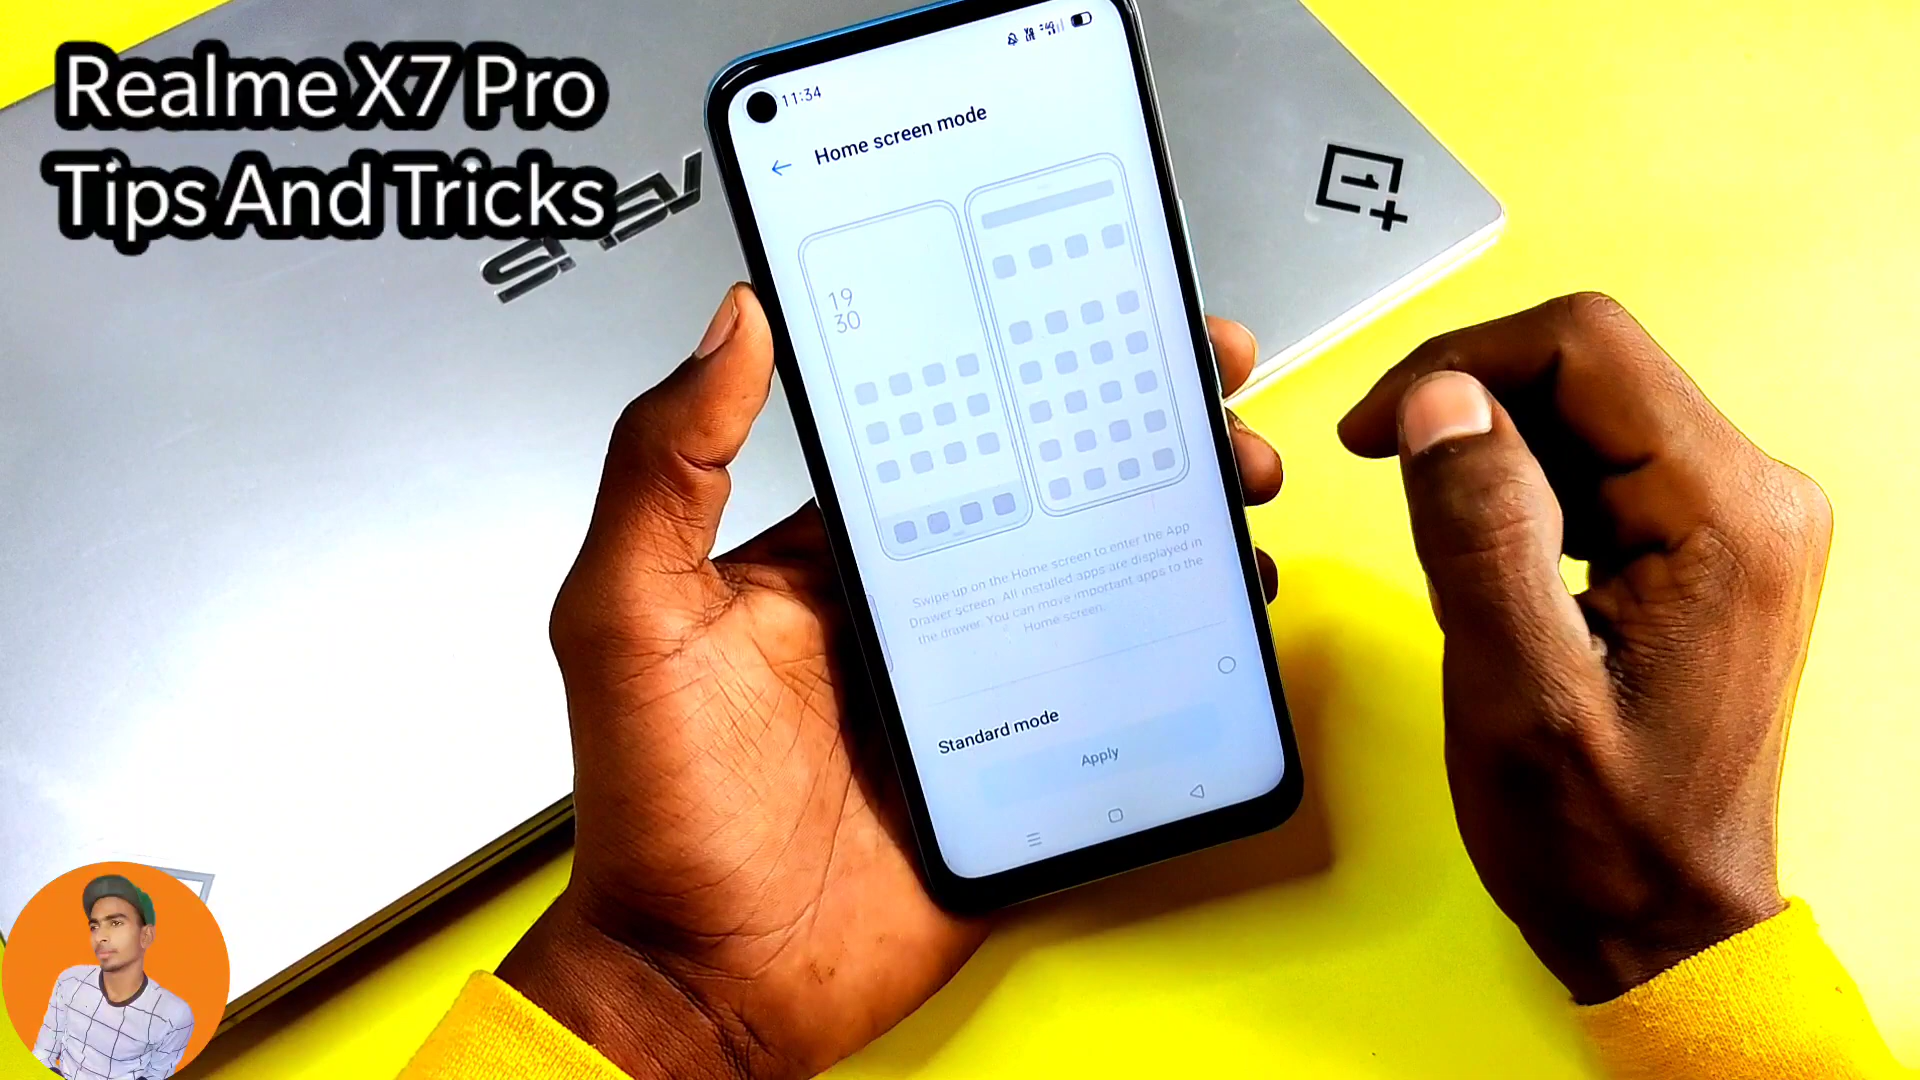 Realme X7 Pro
Tips And Tricks
ASUS
1+
11:34
Home screen mode
19
30
Swipe up on the Home screen to enter the App
Drawer screen. All installed apps are displayed in
the drawer. You can move important apps to the
Home screen.
Standard mode
Apply